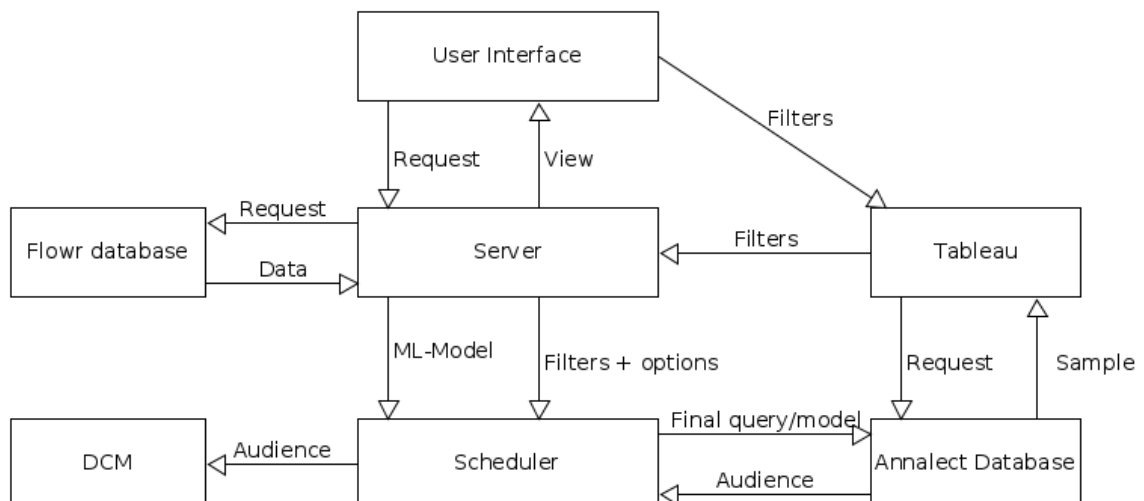 User Interface
Filters
Request
View
Request
Flowr database
Server
Filters
Tableau
Data
ML-Model
Filters + options
Request
Sample
Final query/model
DCM
Audience
Scheduler
Annalect Database
Audience